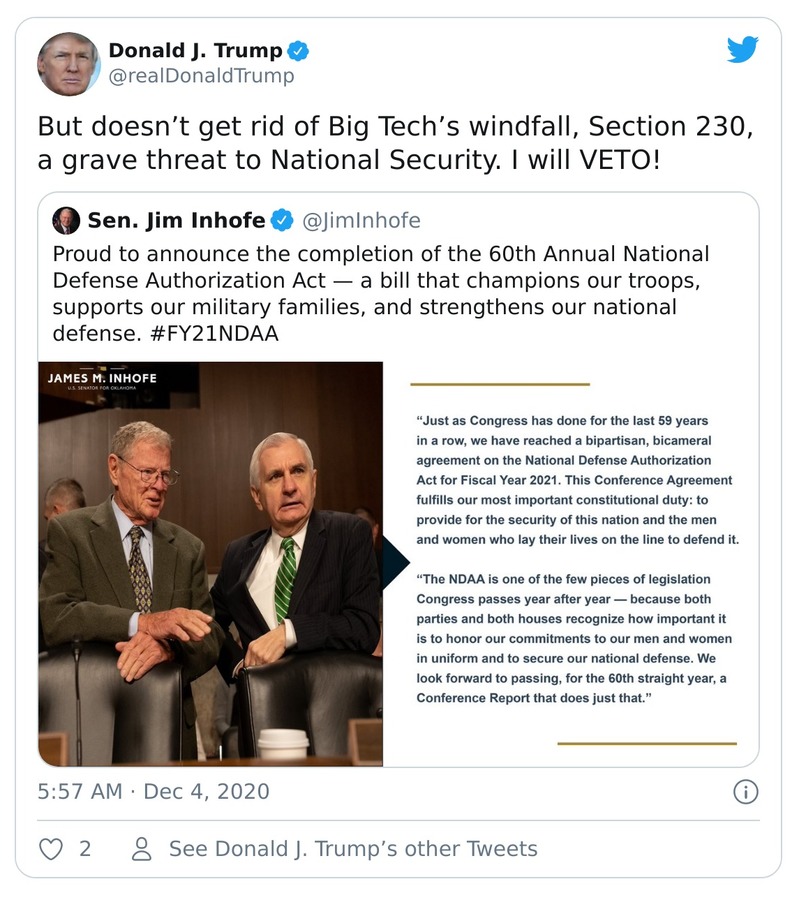 Donald J. Trump
@realDonaldTrump
But doesn’t get rid of Big Tech’s windfall, Section 230,
a grave threat to National Security. I will VETO!
Sen. Jim Inhofe @JimInhofe
Proud to announce the completion of the 60th Annual National
Defense Authorization Act — a bill that champions our troops,
supports our military families, and strengthens our national
defense. #FY21NDAA
JAMES M. INHOFE
U.S. SENATOR FOR OKLAHOMA
“Just as Congress has done for the last 59 years
in a row, we have reached a bipartisan, bicameral
agreement on the National Defense Authorization
Act for Fiscal Year 2021. This Conference Agreement
fulfills our most important constitutional duty: to
provide for the security of this nation and the men
and women who lay their lives on the line to defend it.
“The NDAA is one of the few pieces of legislation
Congress passes year after year — because both
parties and both houses recognize how important it
is to honor our commitments to our men and women
in uniform and to secure our national defense. We
look forward to passing, for the 60th straight year, a
Conference Report that does just that.”
5:57 AM · Dec 4, 2020
2 See Donald J. Trump’s other Tweets